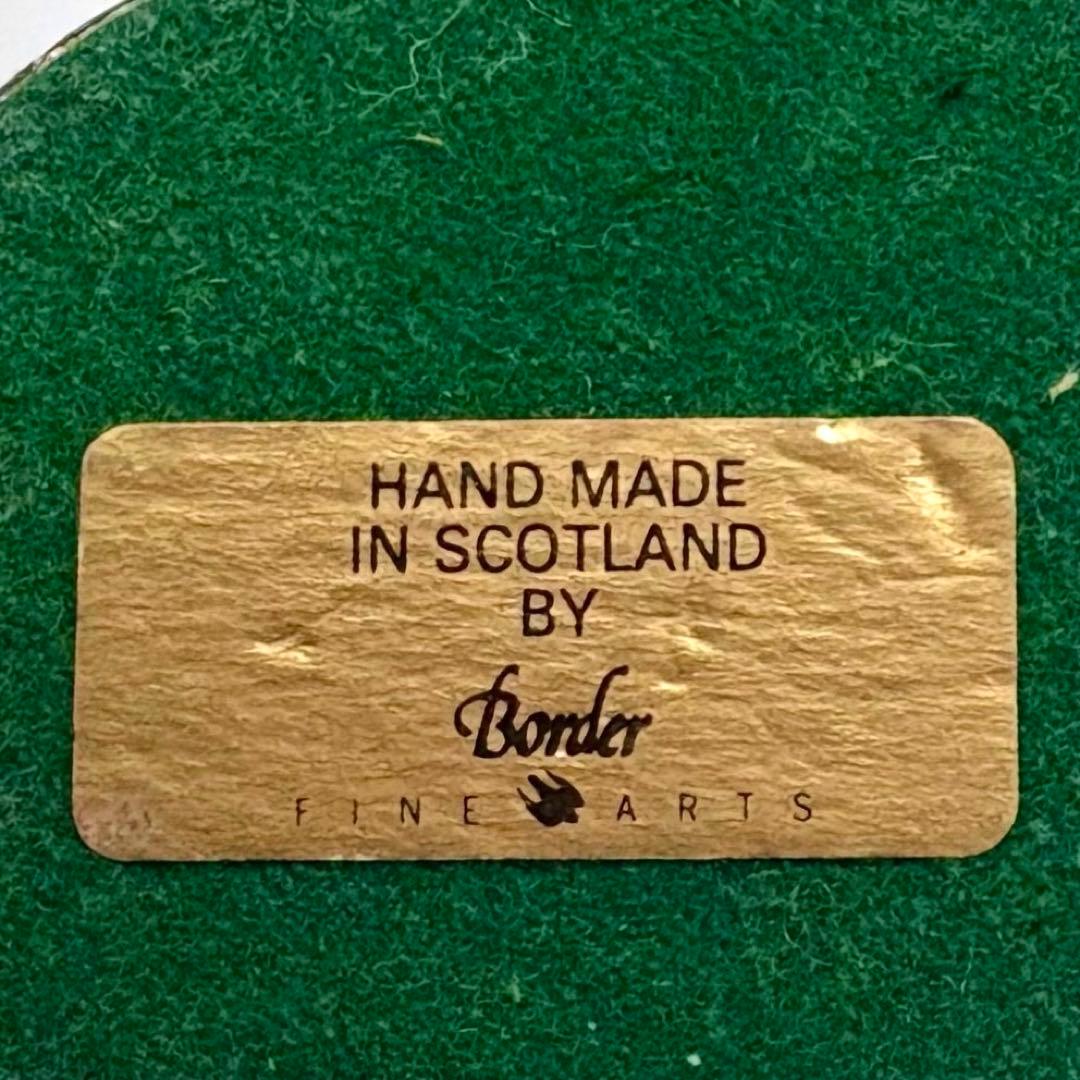 HAND MADE
IN SCOTLAND
BY
Border
FINE ARTS